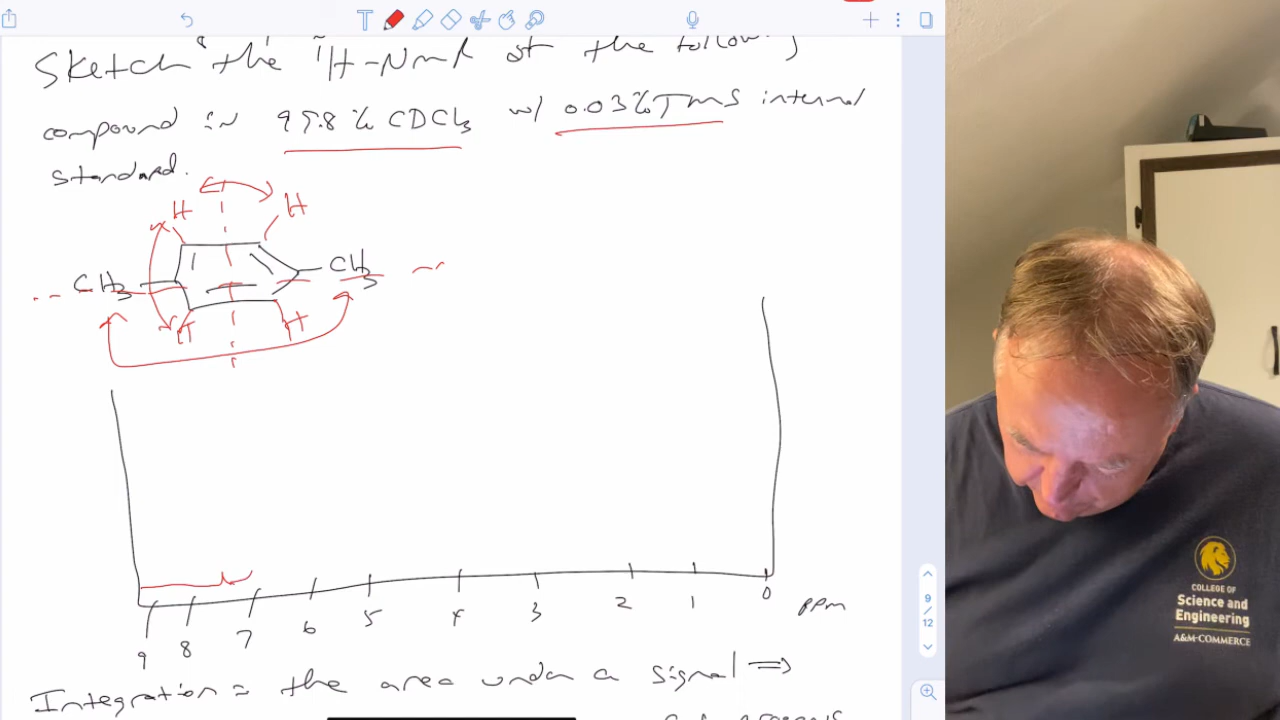 Sketch the ¹H-NMR of the following
compound in 99.8 % CDCl₃ w/ 0.03% TMS internal
standard.
H H
CH₃ CH₃
H H
9 8 7 6 5 4 3 2 1 0 ppm
Integration = the area under a signal ⇒
9 / 12
COLLEGE OF
Science and
Engineering
A&M-COMMERCE